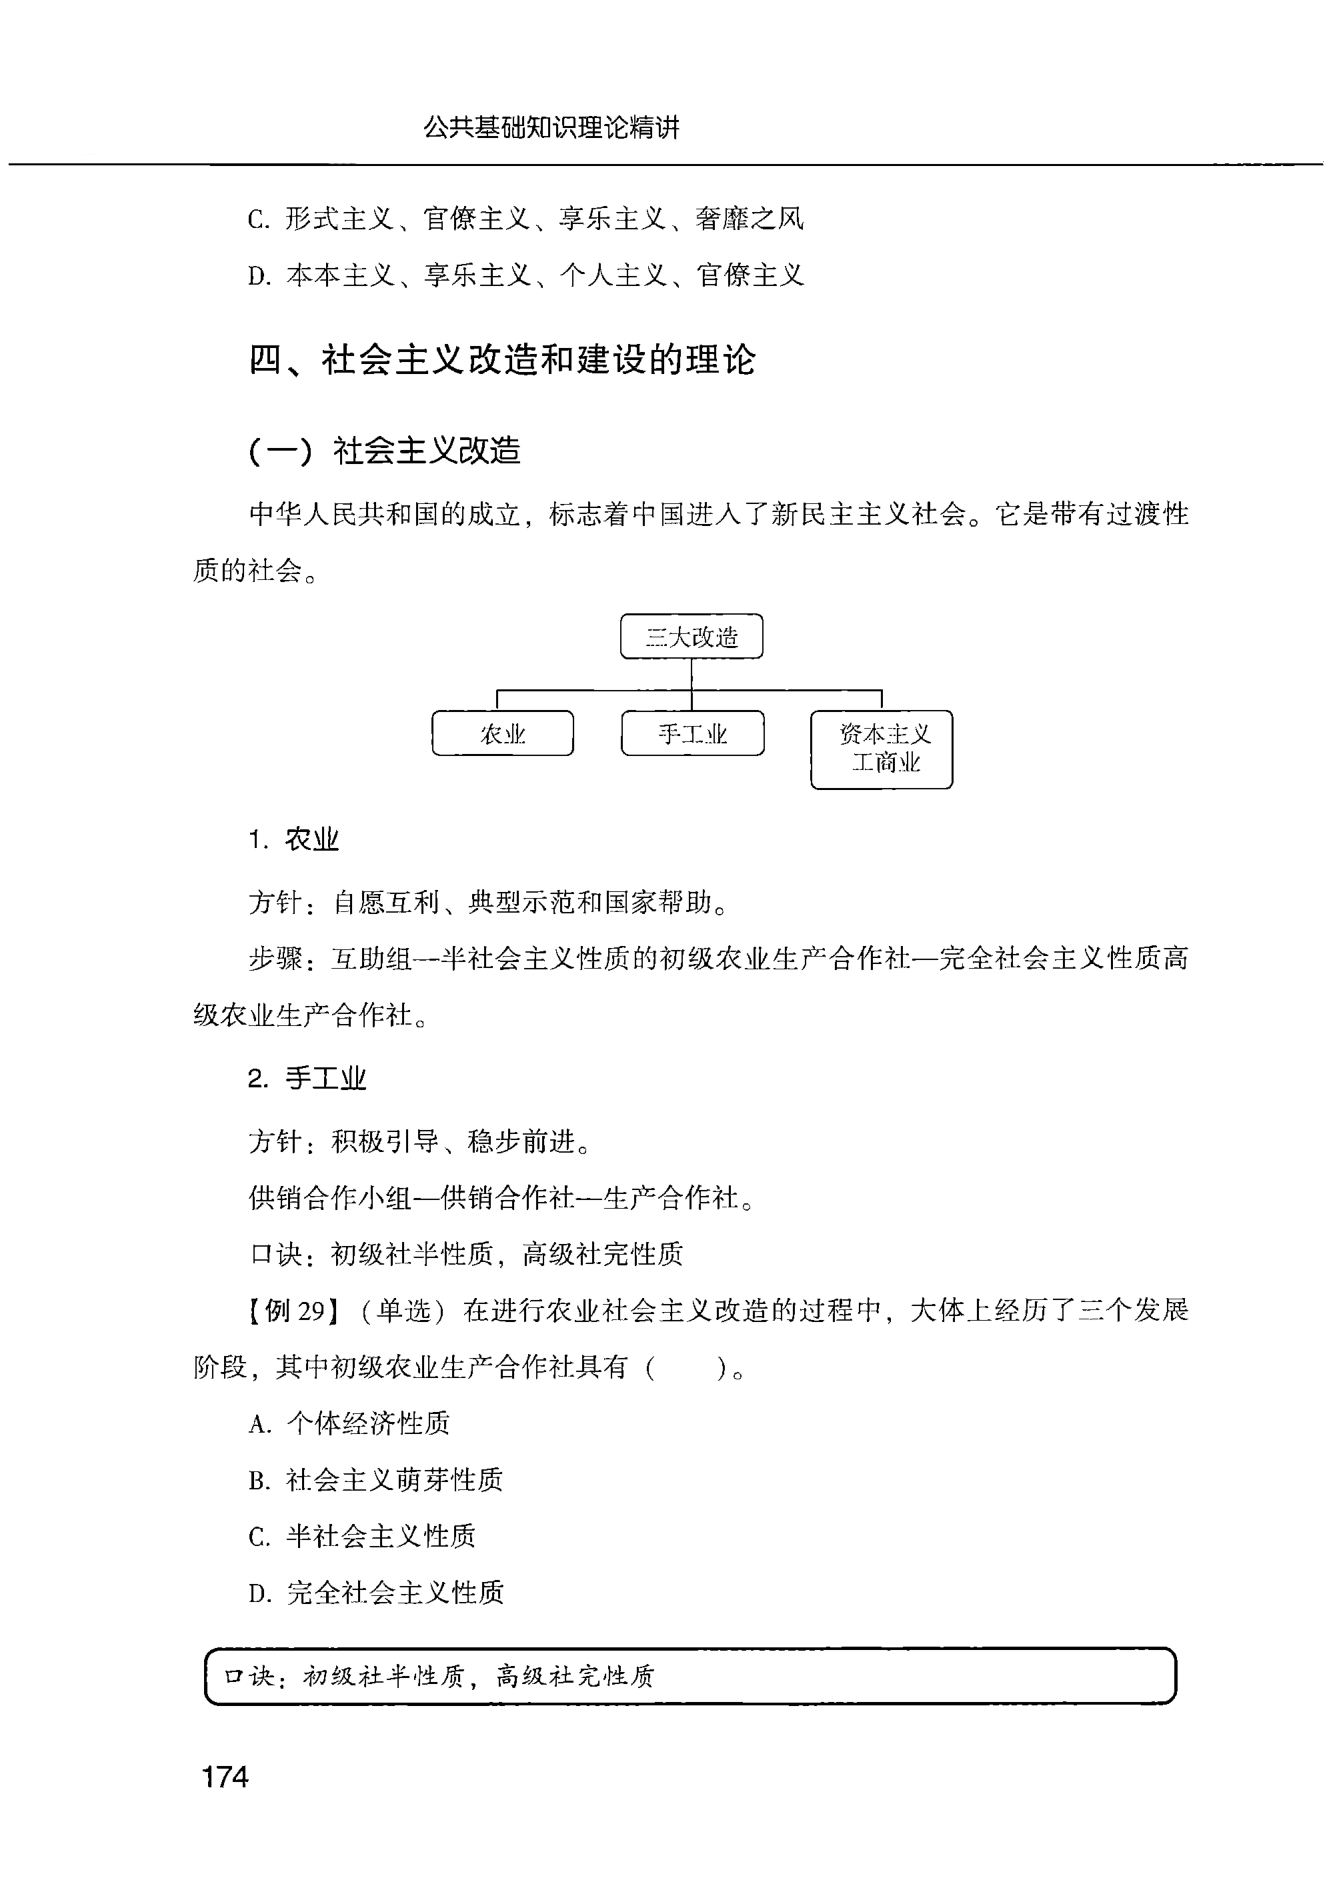 公共基础知识理论精讲
C. 形式主义、官僚主义、享乐主义、奢靡之风
D. 本本主义、享乐主义、个人主义、官僚主义
四、社会主义改造和建设的理论
(一) 社会主义改造
中华人民共和国的成立，标志着中国进入了新民主主义社会。它是带有过渡性
质的社会。
三大改造
农业
手工业
资本主义
工商业
1. 农业
方针：自愿互利、典型示范和国家帮助。
步骤：互助组—半社会主义性质的初级农业生产合作社—完全社会主义性质高
级农业生产合作社。
2. 手工业
方针：积极引导、稳步前进。
供销合作小组—供销合作社—生产合作社。
口诀：初级社半性质，高级社完性质
【例 29】（单选）在进行农业社会主义改造的过程中，大体上经历了三个发展
阶段，其中初级农业生产合作社具有（　　）。
A. 个体经济性质
B. 社会主义萌芽性质
C. 半社会主义性质
D. 完全社会主义性质
口诀：初级社半性质，高级社完性质
174